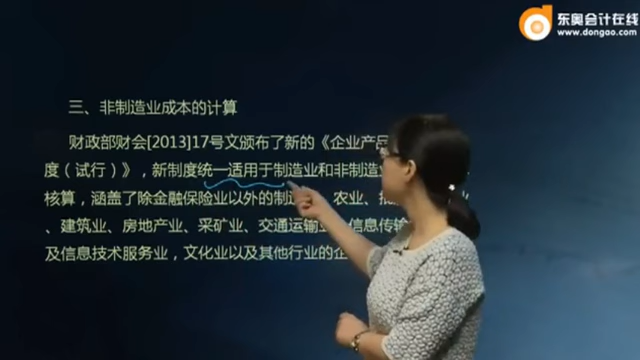 东奥会计在线
www.dongao.com
三、非制造业成本的计算
财政部财会[2013]17号文颁布了新的《企业产品
度（试行）》，新制度统一适用于制造业和非制造
核算，涵盖了除金融保险业以外的制造 农业、批
、建筑业、房地产业、采矿业、交通运输 信息传输
及信息技术服务业，文化业以及其他行业的企